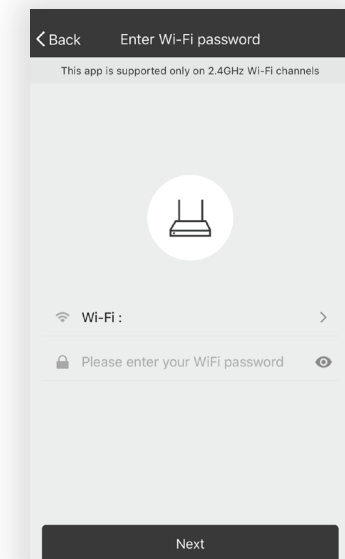 Back
Enter Wi-Fi password
This app is supported only on 2.4GHz Wi-Fi channels
Wi-Fi :
Please enter your WiFi password
Next